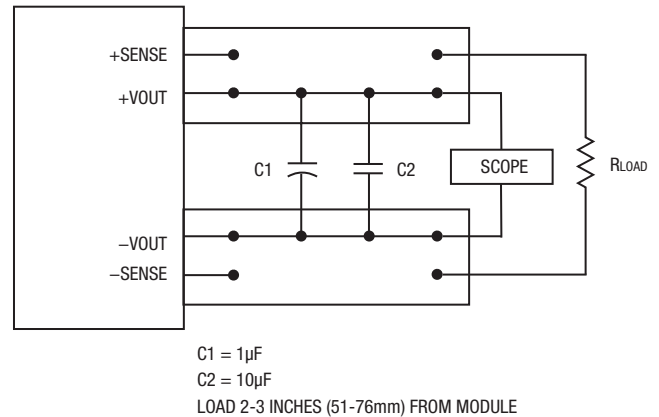 +SENSE
+VOUT
C1
C2
SCOPE
RLOAD
−VOUT
−SENSE
C1 = 1µF
C2 = 10µF
LOAD 2-3 INCHES (51-76mm) FROM MODULE